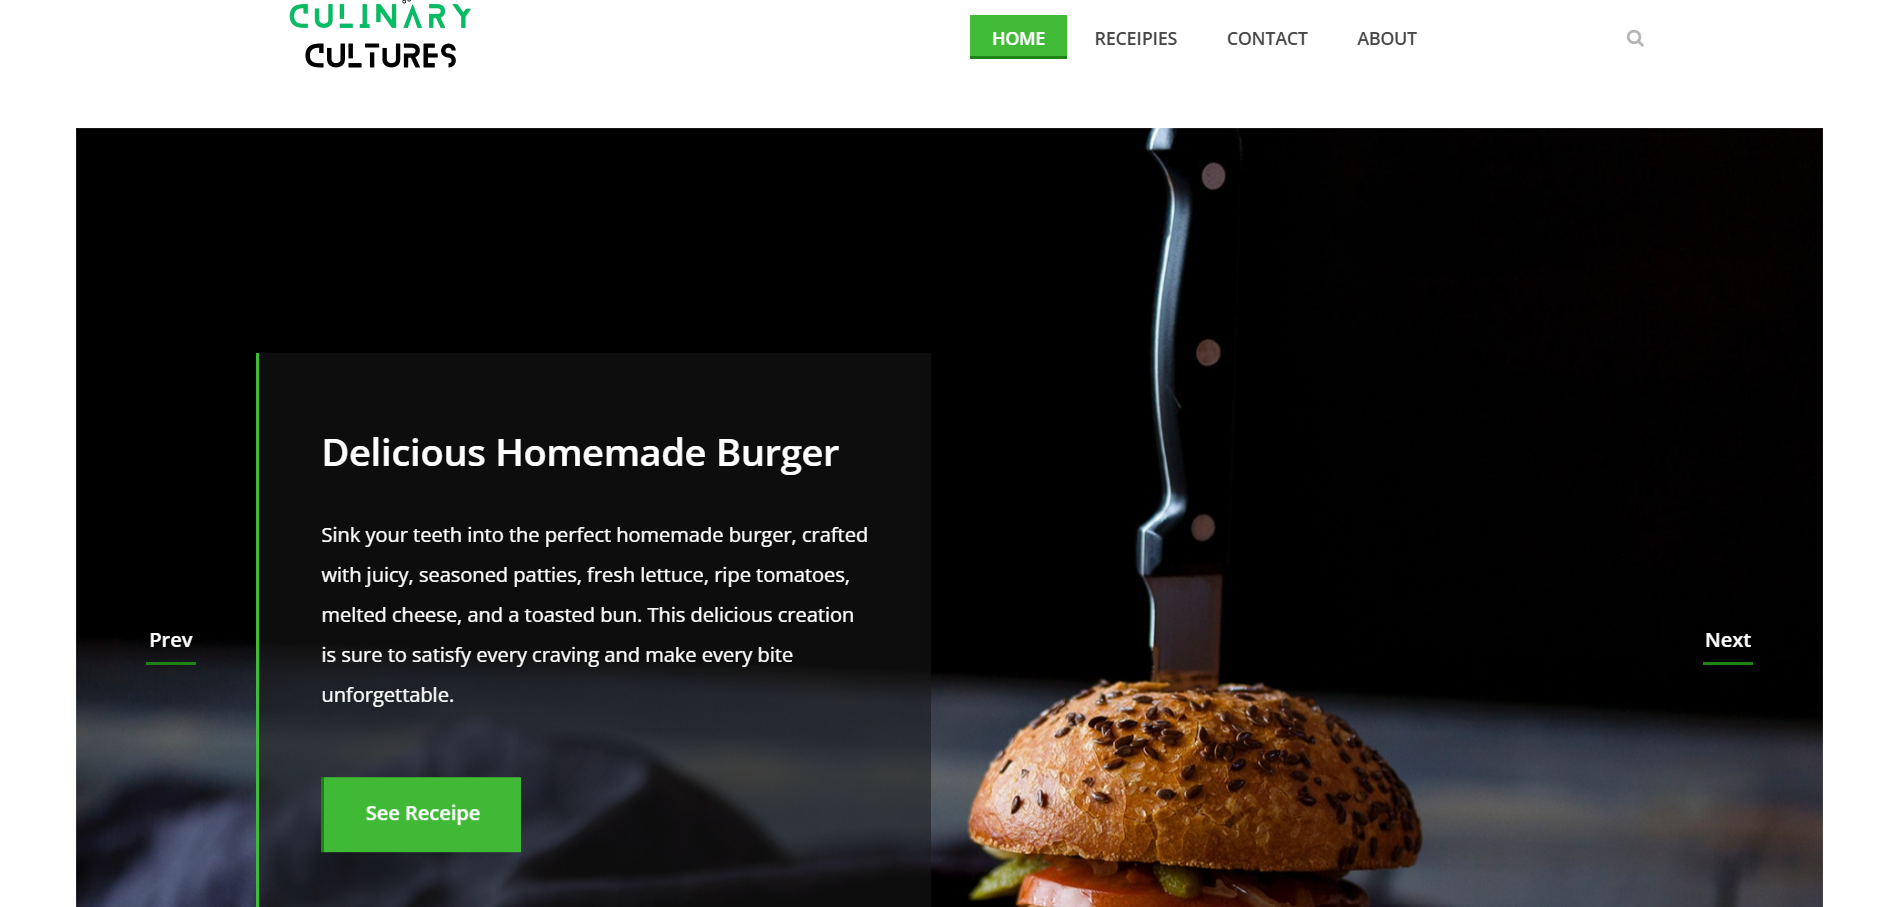 CULINARY
CULTURES
HOME RECEIPIES CONTACT ABOUT
Delicious Homemade Burger
Sink your teeth into the perfect homemade burger, crafted
with juicy, seasoned patties, fresh lettuce, ripe tomatoes,
melted cheese, and a toasted bun. This delicious creation
is sure to satisfy every craving and make every bite
unforgettable.
Prev
Next
See Receipe